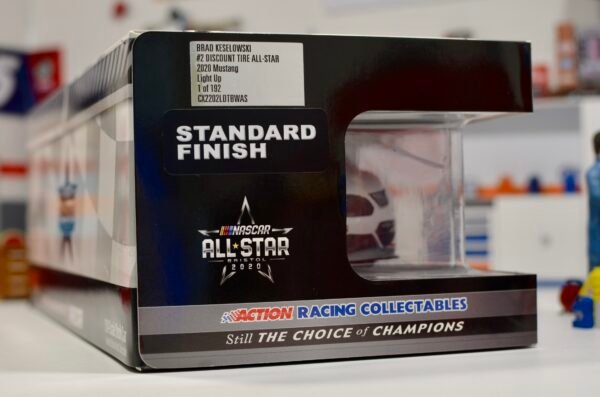 BRAD KESELOWSKI
#2 DISCOUNT TIRE ALL-STAR
2020 Mustang
Light Up
1 of 192
CX2202LDTBWAS
STANDARD
FINISH
NASCAR
ALL★STAR
BRISTOL
2020
ACTION RACING COLLECTABLES
Still THE CHOICE of CHAMPIONS